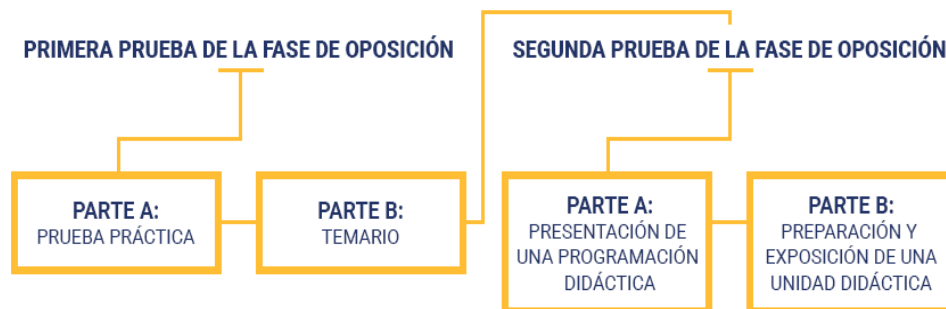 PRIMERA PRUEBA DE LA FASE DE OPOSICIÓN
SEGUNDA PRUEBA DE LA FASE DE OPOSICIÓN
PARTE A:
PRUEBA PRÁCTICA
PARTE B:
TEMARIO
PARTE A:
PRESENTACIÓN DE
UNA PROGRAMACIÓN
DIDÁCTICA
PARTE B:
PREPARACIÓN Y
EXPOSICIÓN DE UNA
UNIDAD DIDÁCTICA